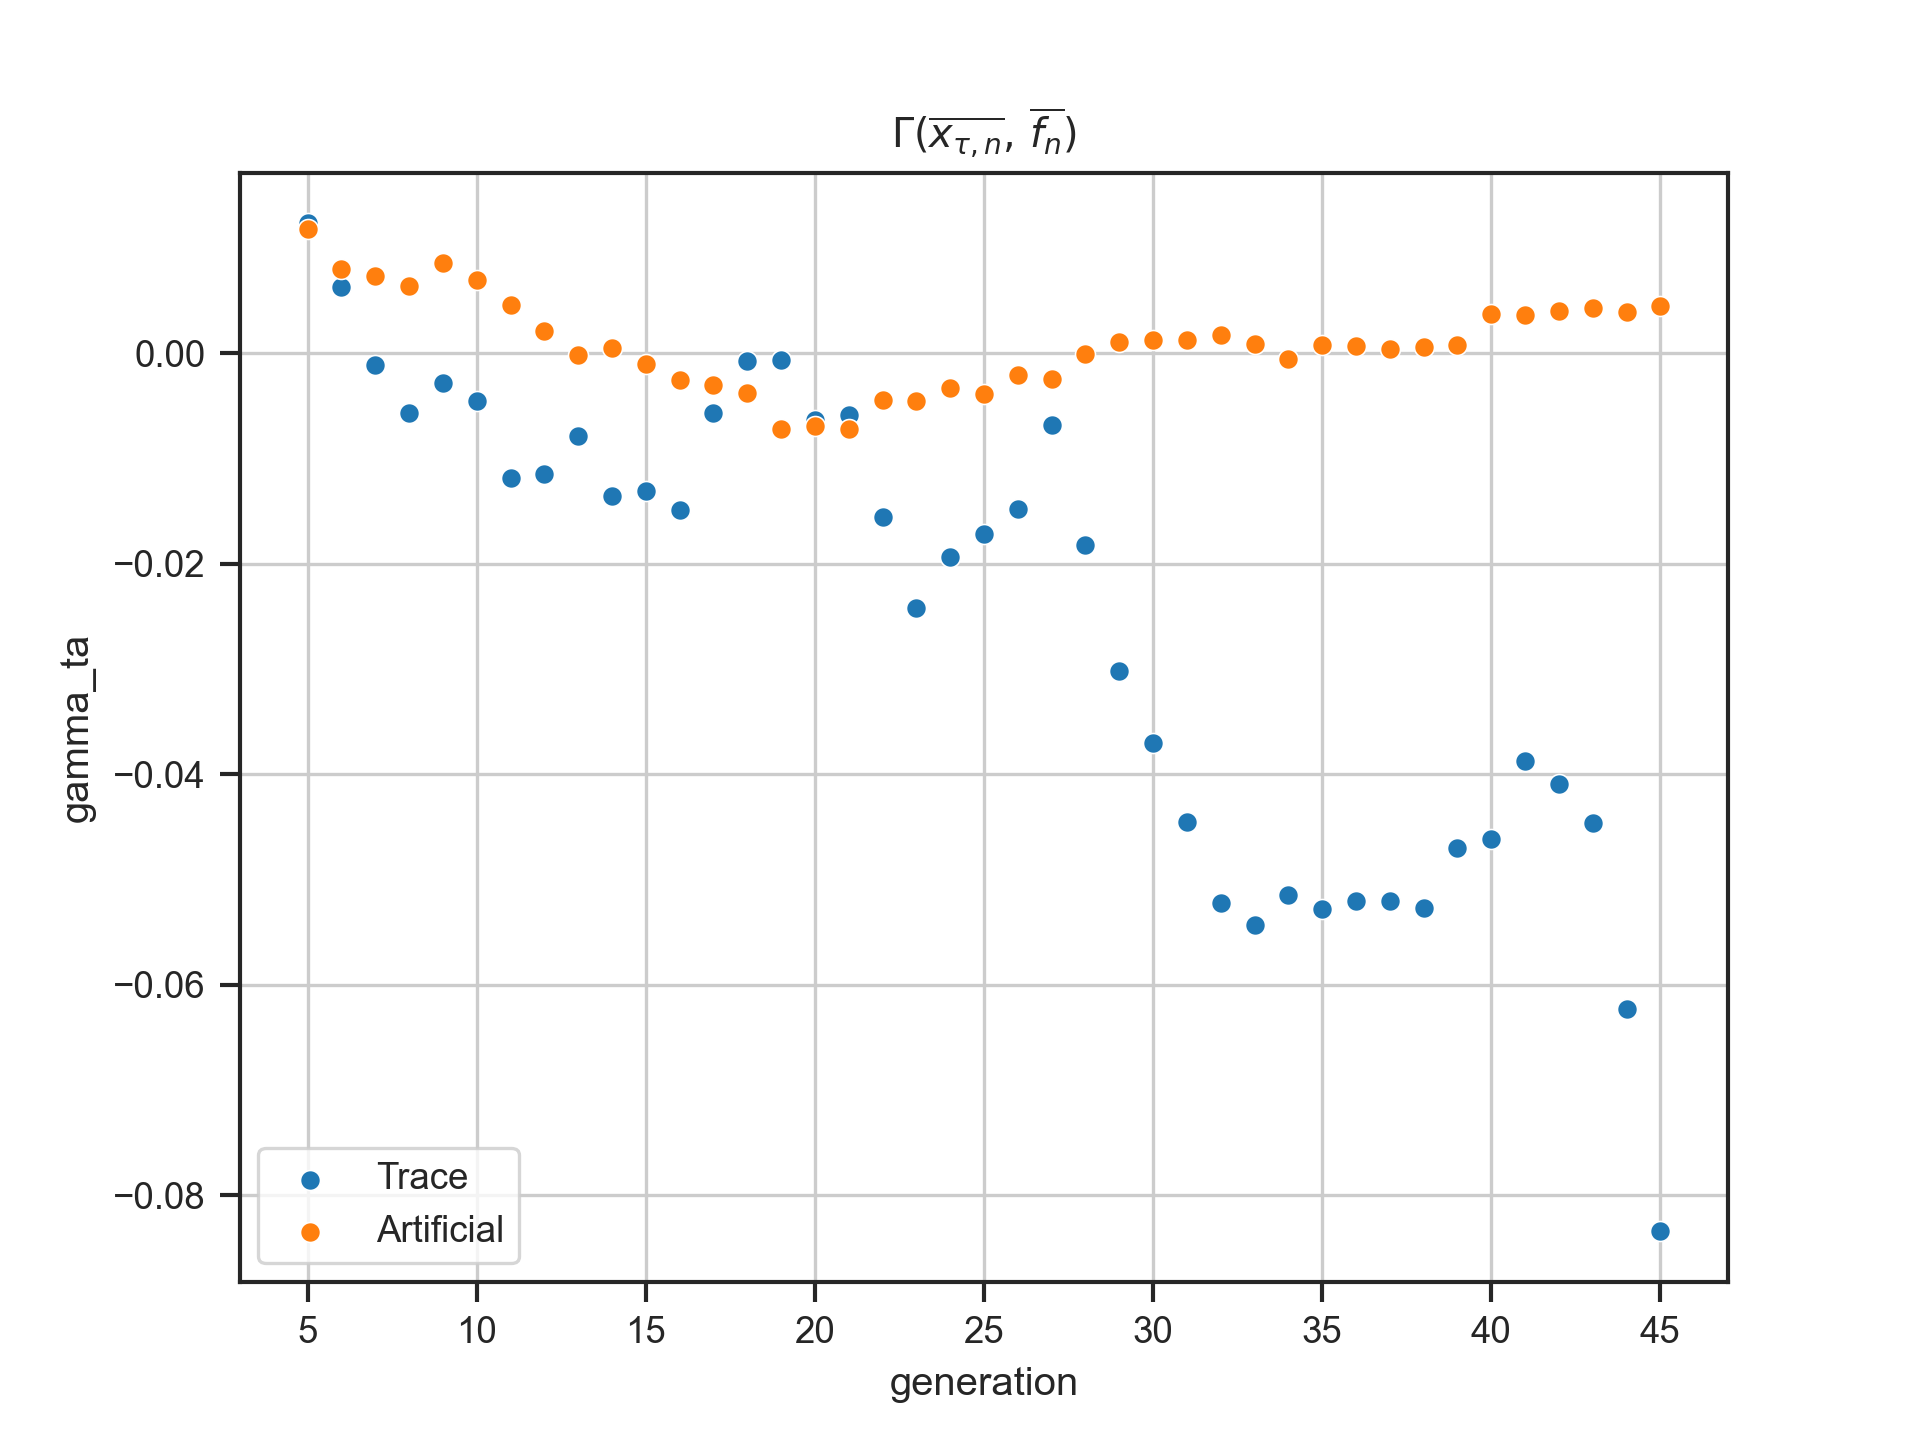 Γ(x̅τ,n, f̅n)
0.00
−0.02
−0.04
−0.06
−0.08
gamma_ta
Trace
Artificial
5 10 15 20 25 30 35 40 45
generation